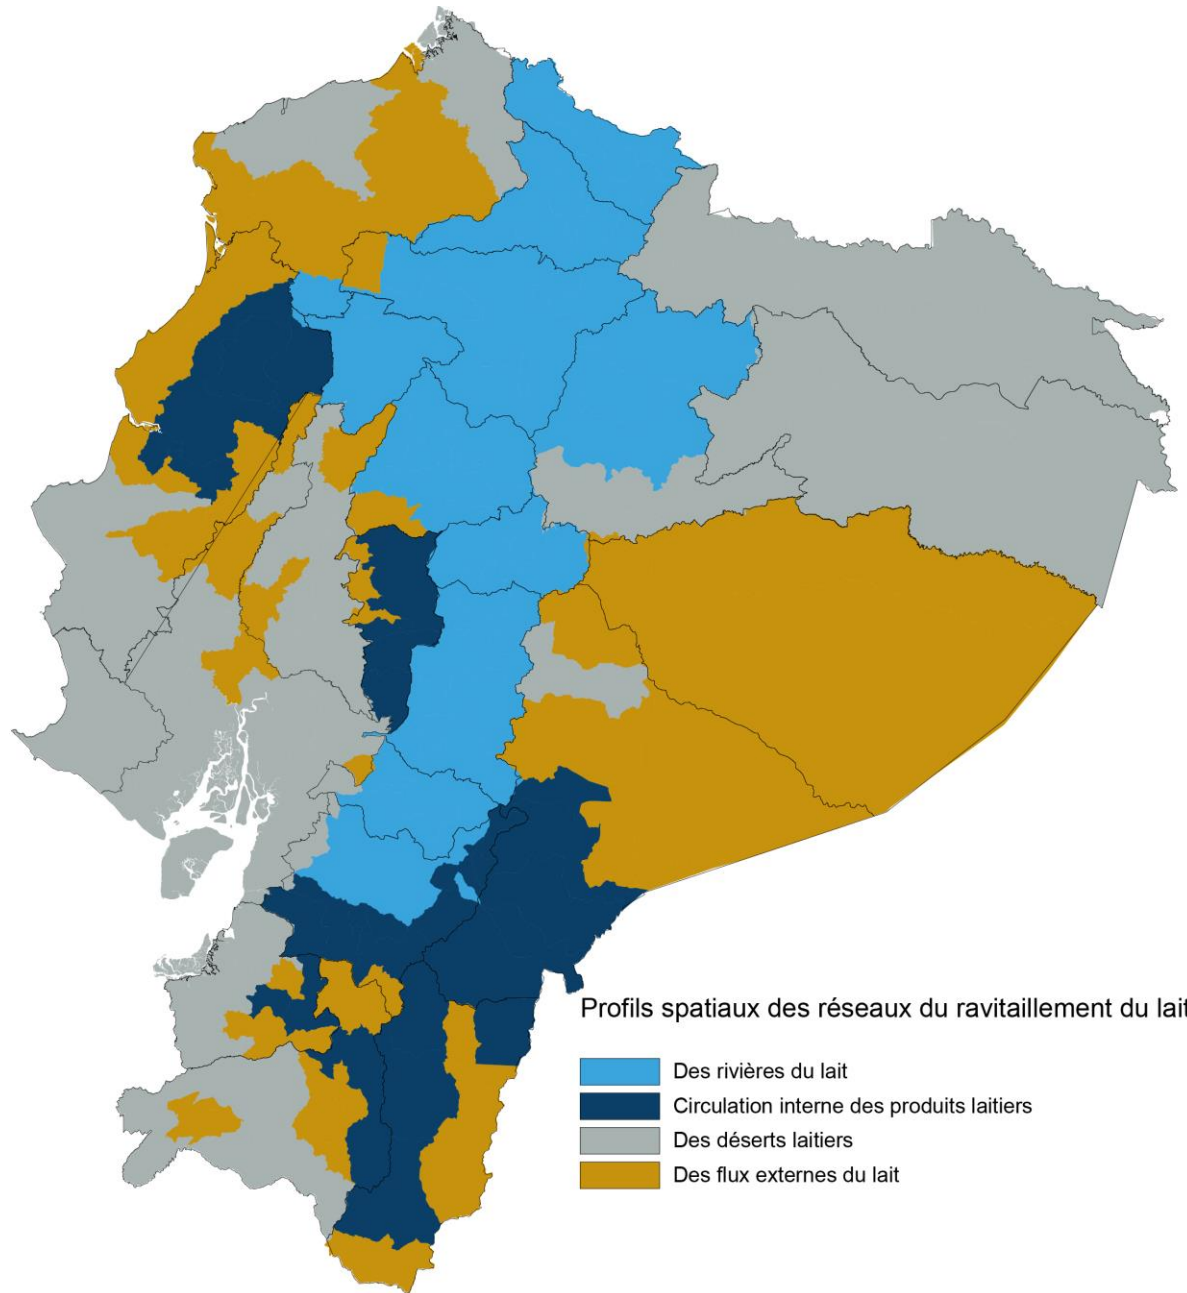 Profils spatiaux des réseaux du ravitaillement du lait
Des rivières du lait
Circulation interne des produits laitiers
Des déserts laitiers
Des flux externes du lait